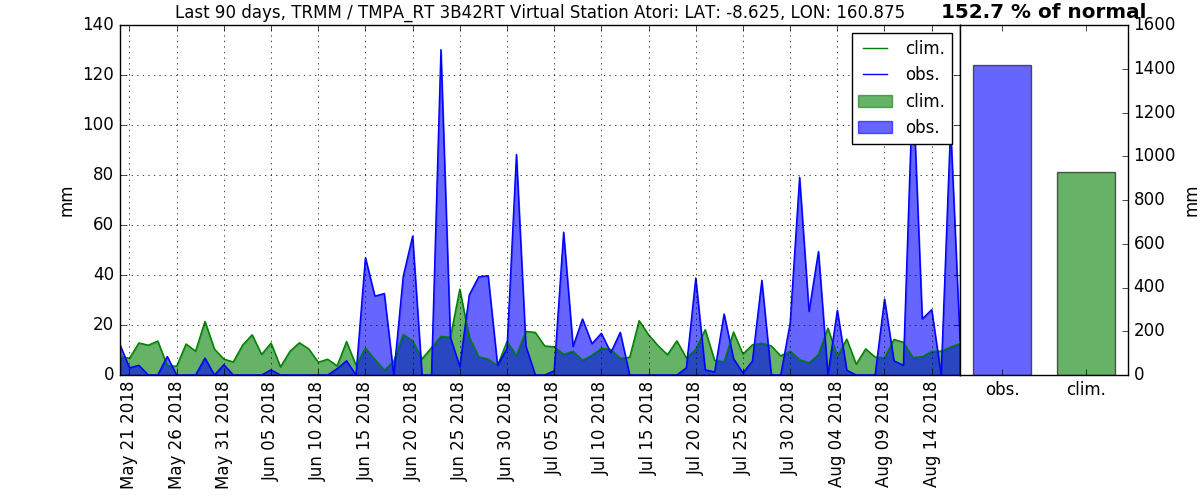 Last 90 days, TRMM / TMPA_RT 3B42RT Virtual Station Atori: LAT: -8.625, LON: 160.875
152.7 % of normal
mm
140
120
100
80
60
40
20
0
clim.
obs.
clim.
obs.
1600
1400
1200
1000
800
600
400
200
0
mm
May 21 2018
May 26 2018
May 31 2018
Jun 05 2018
Jun 10 2018
Jun 15 2018
Jun 20 2018
Jun 25 2018
Jun 30 2018
Jul 05 2018
Jul 10 2018
Jul 15 2018
Jul 20 2018
Jul 25 2018
Jul 30 2018
Aug 04 2018
Aug 09 2018
Aug 14 2018
obs.
clim.